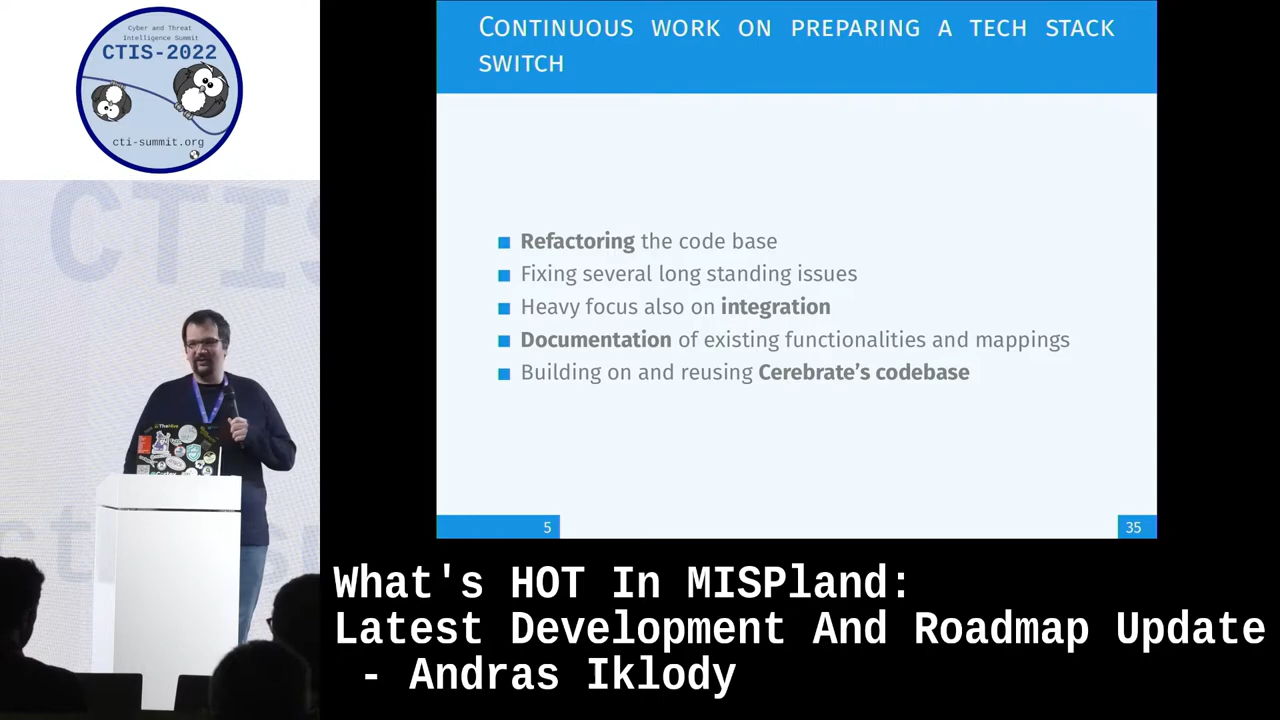 Cyber and Threat
Intelligence Summit
CTIS-2022
cti-summit.org
CONTINUOUS WORK ON PREPARING A TECH STACK
SWITCH
Refactoring the code base
Fixing several long standing issues
Heavy focus also on integration
Documentation of existing functionalities and mappings
Building on and reusing Cerebrate's codebase
5
35
CTIS
TheHive
What's HOT In MISPland:
Latest Development And Roadmap Update
- Andras Iklody